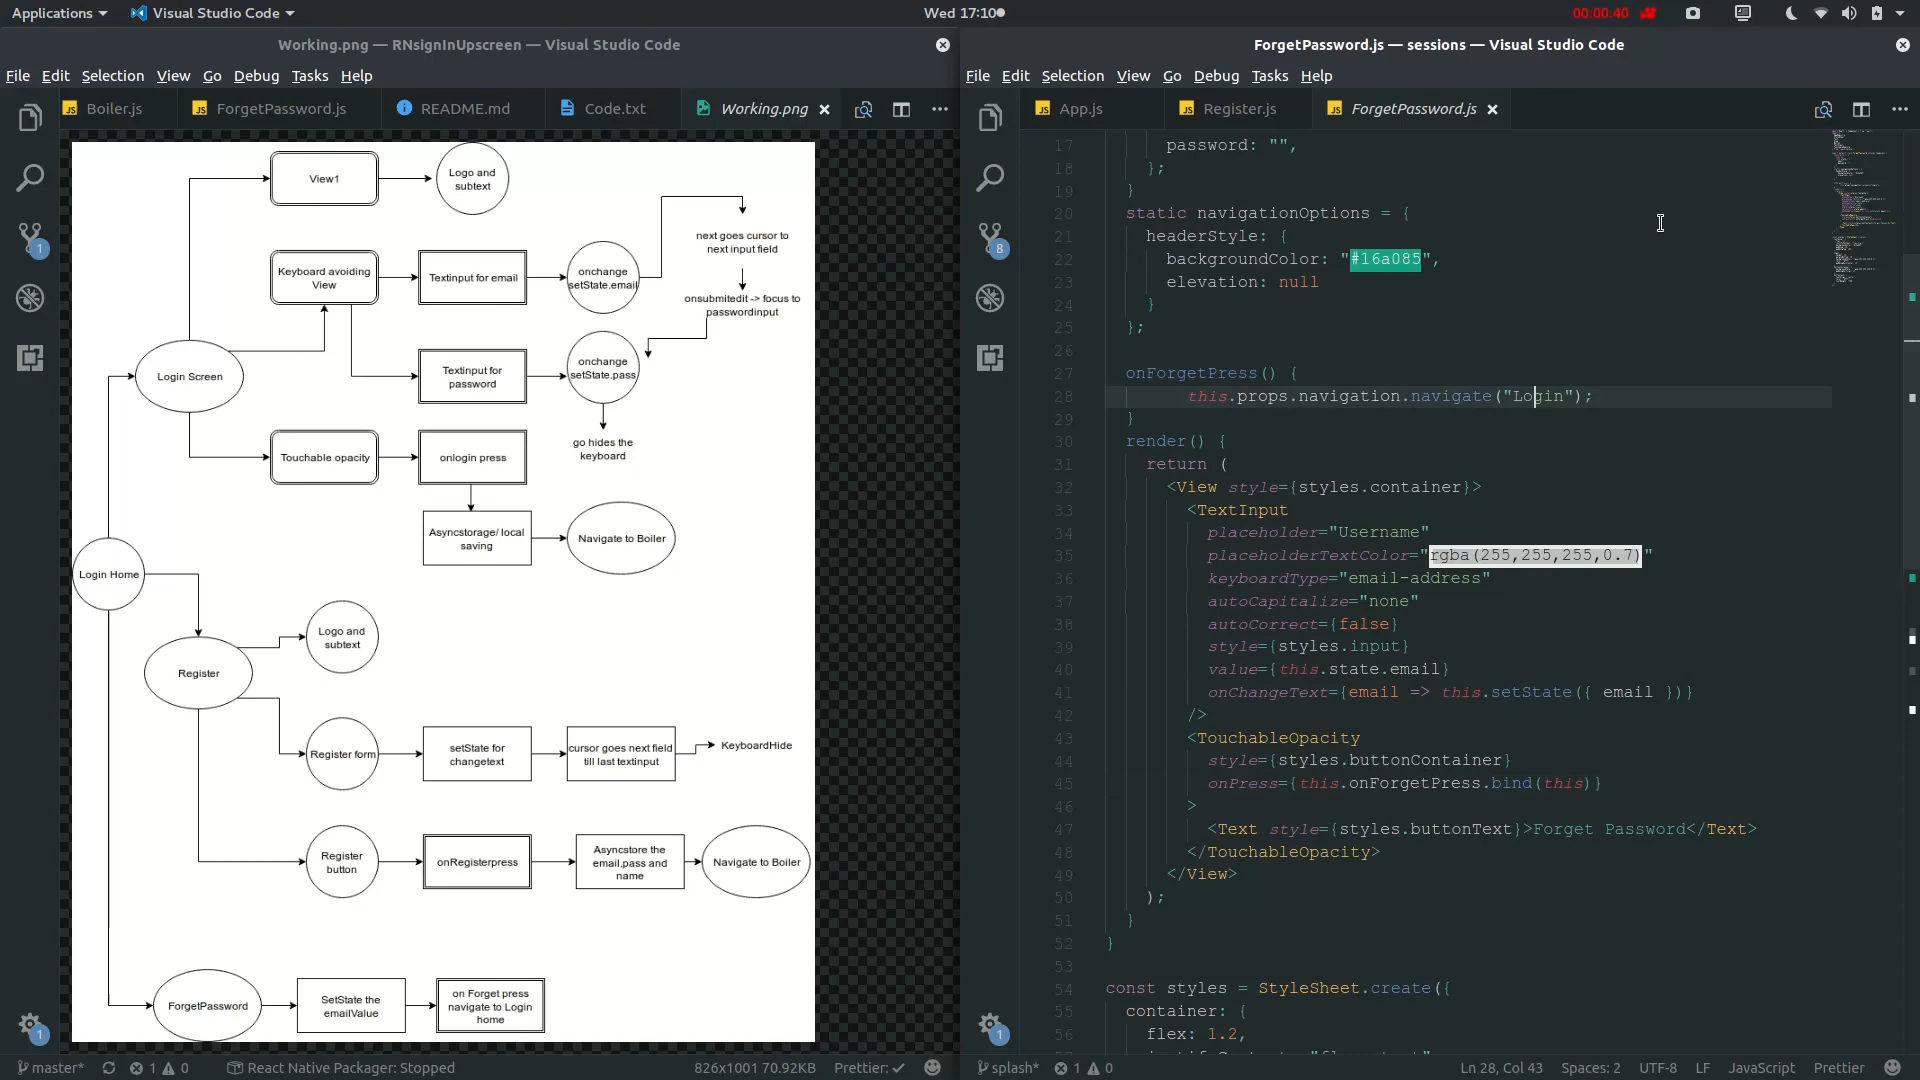 Applications
Visual Studio Code
Wed 17:10
00:00:40
Working.png — RNsignInUpscreen — Visual Studio Code
File Edit Selection View Go Debug Tasks Help
Boiler.js
ForgetPassword.js
README.md
Code.txt
Working.png
1
1
View1
Logo and
subtext
next goes cursor to
next input field
Keyboard avoiding
View
Textinput for email
onchange
setState.email
onsubmitedit -> focus to
passwordinput
Login Screen
Textinput for
password
onchange
setState.pass
go hides the
keyboard
Touchable opacity
onlogin press
Asyncstorage/ local
saving
Navigate to Boiler
Login Home
Logo and
subtext
Register
Register form
setState for
changetext
cursor goes next field
till last textinput
KeyboardHide
Register
button
onRegisterpress
Asyncstore the
email,pass and
name
Navigate to Boiler
ForgetPassword
SetState the
emailValue
on Forget press
navigate to Login
home
master*
1
0
React Native Packager: Stopped
826x1001 70.92KB
Prettier: ✓
ForgetPassword.js — sessions — Visual Studio Code
File Edit Selection View Go Debug Tasks Help
App.js
Register.js
ForgetPassword.js
8
1
17 password: "",
18 };
19 }
20 static navigationOptions = {
21 headerStyle: {
22 backgroundColor: "#16a085",
23 elevation: null
24 }
25 };
26
27 onForgetPress() {
28 this.props.navigation.navigate("Login");
29 }
30 render() {
31 return (
32 <View style={styles.container}>
33 <TextInput
34 placeholder="Username"
35 placeholderTextColor="rgba(255,255,255,0.7)"
36 keyboardType="email-address"
37 autoCapitalize="none"
38 autoCorrect={false}
39 style={styles.input}
40 value={this.state.email}
41 onChangeText={email => this.setState({ email })}
42 />
43 <TouchableOpacity
44 style={styles.buttonContainer}
45 onPress={this.onForgetPress.bind(this)}
46 >
47 <Text style={styles.buttonText}>Forget Password</Text>
48 </TouchableOpacity>
49 </View>
50 );
51 }
52 }
53
54 const styles = StyleSheet.create({
55 container: {
56 flex: 1.2,
splash*
1
0
Ln 28, Col 43
Spaces: 2
UTF-8
LF
JavaScript
Prettier